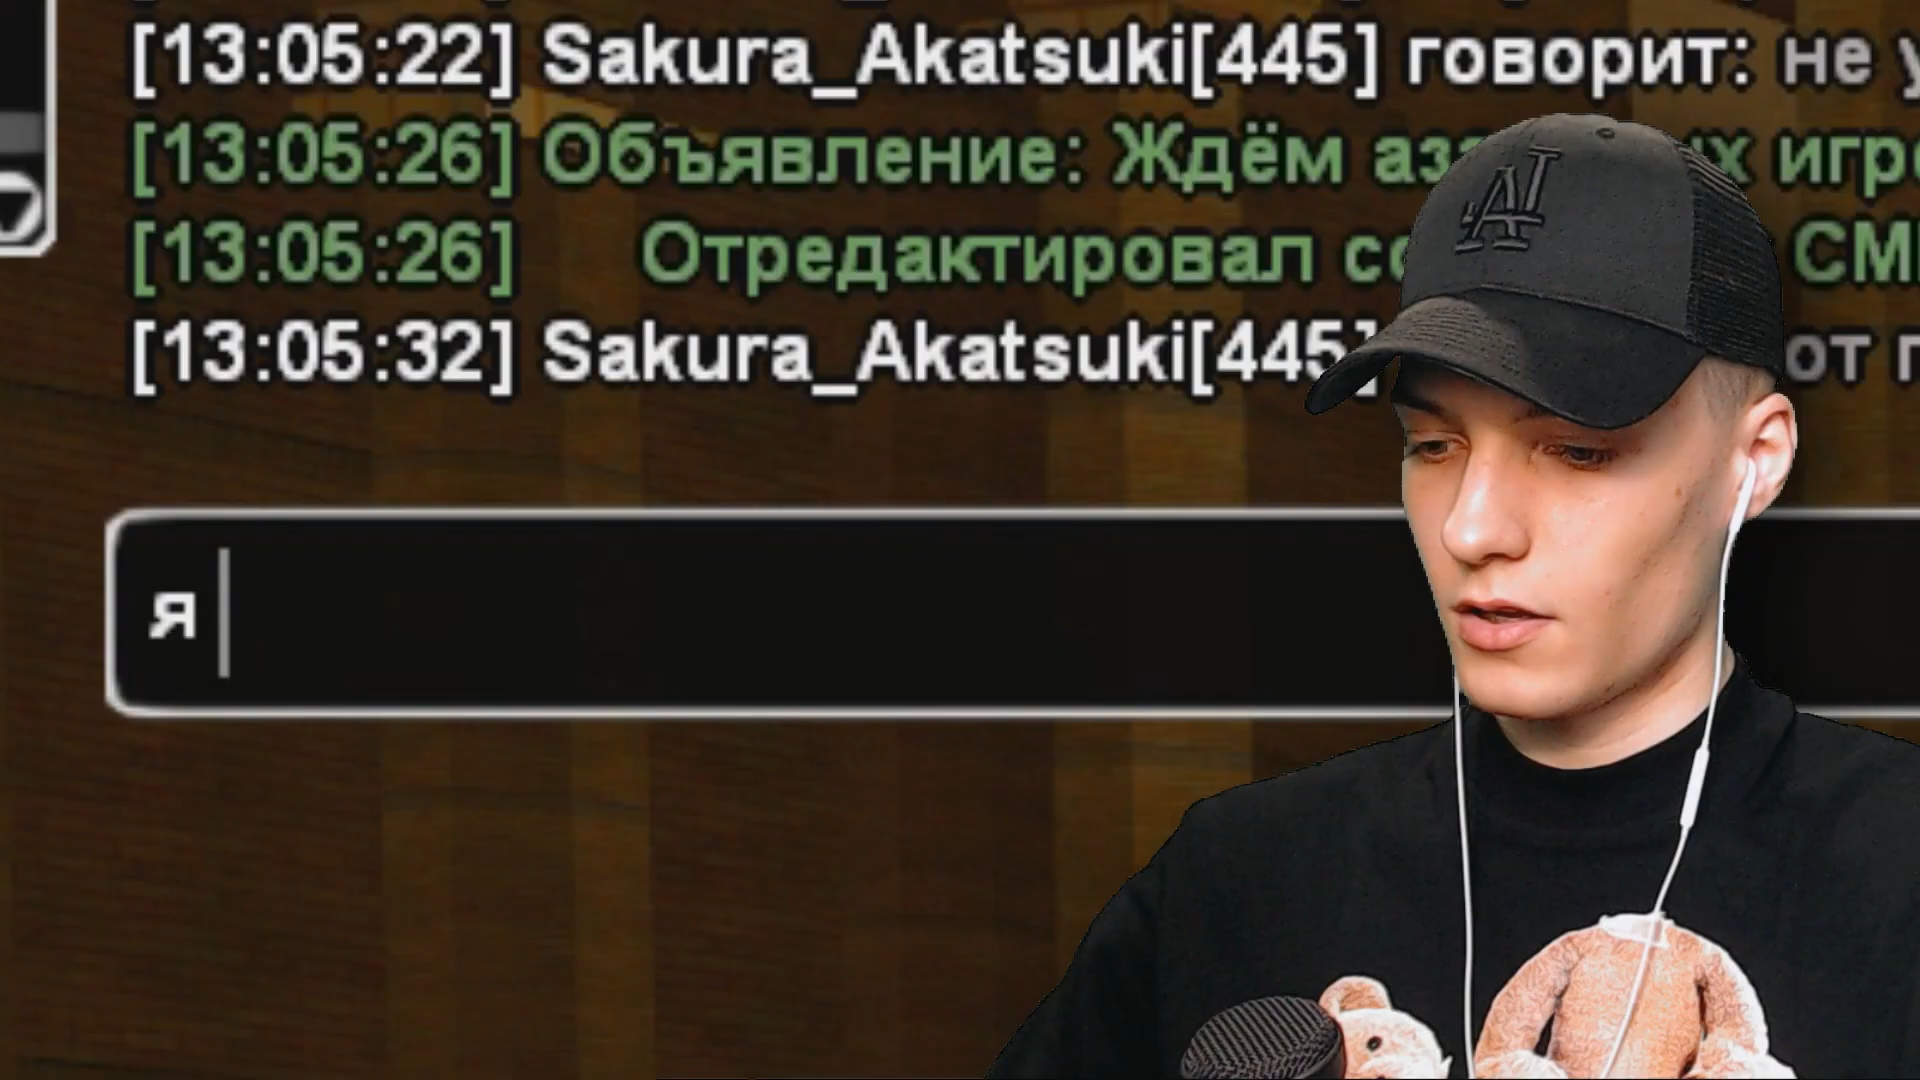 [13:05:22] Sakura_Akatsuki[445] говорит: не
[13:05:26] Объявление: Ждём
[13:05:26] Отредактировал
[13:05:32] Sakura_Akatsuki[445]
я
LA